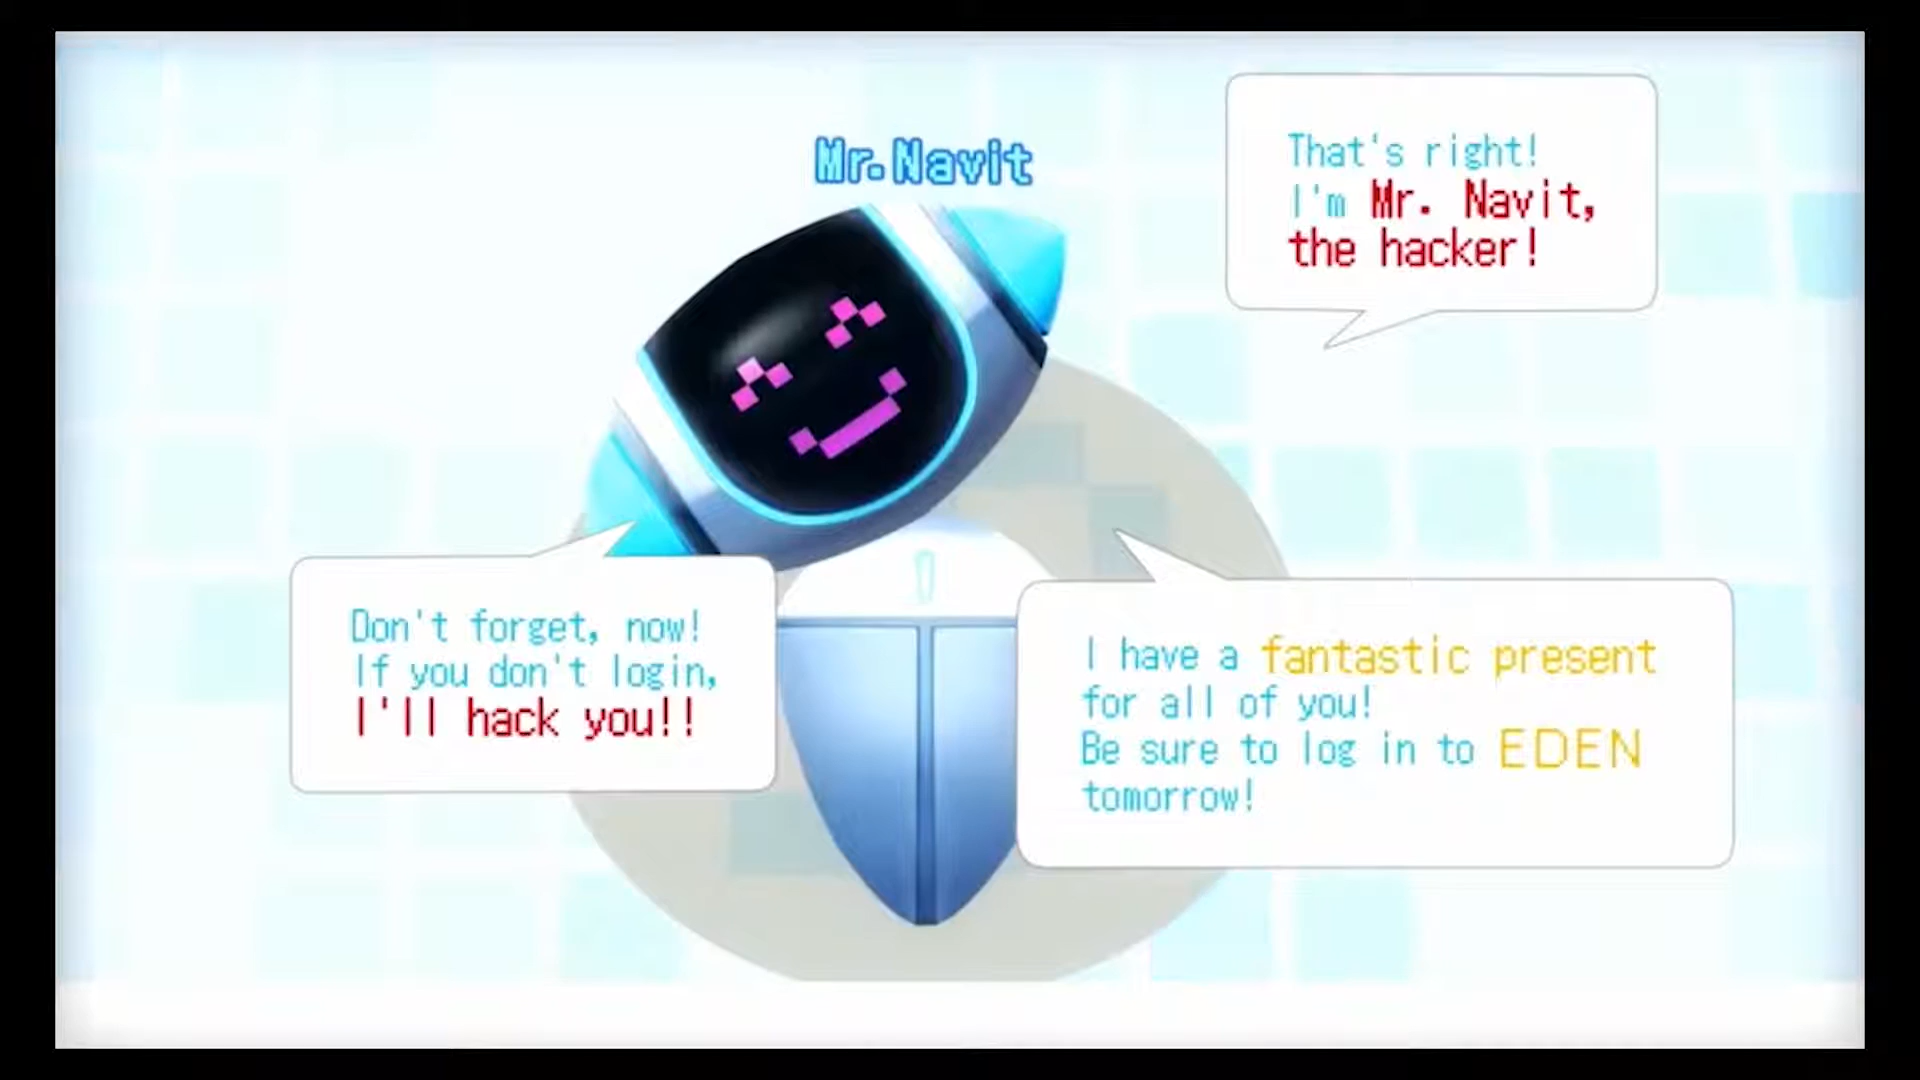 Mr.Navit
That's right!
I'm Mr. Navit,
the hacker!
I have a fantastic present
for all of you!
Be sure to log in to EDEN
tomorrow!
Don't forget, now!
If you don't login,
I'll hack you!!